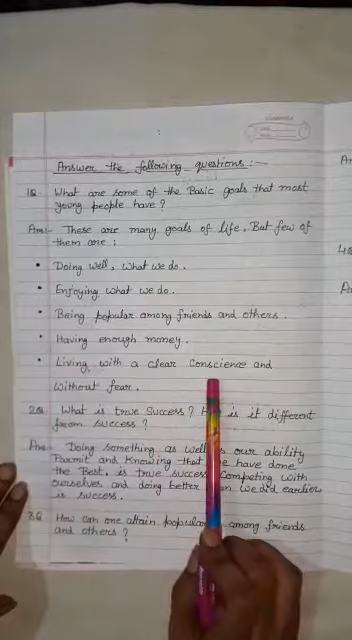 Answer the following questions :-
1Q What are some of the Basic goals that most
young people have?
Ans:- These are many goals of life. But few of
them are :
• Doing well, what we do.
• Enjoying what we do.
• Being popular among friends and others.
• Having enough money.
• Living with a clear conscience and
without fear.
2Q What is true Success? is it different
from success?
Ans:- Doing something as well our ability
Permit and Knowing that have done
the Best, is true success Competing with
ourselves and doing better we did earlier
is success.
3Q How can one attain among friends
and others?